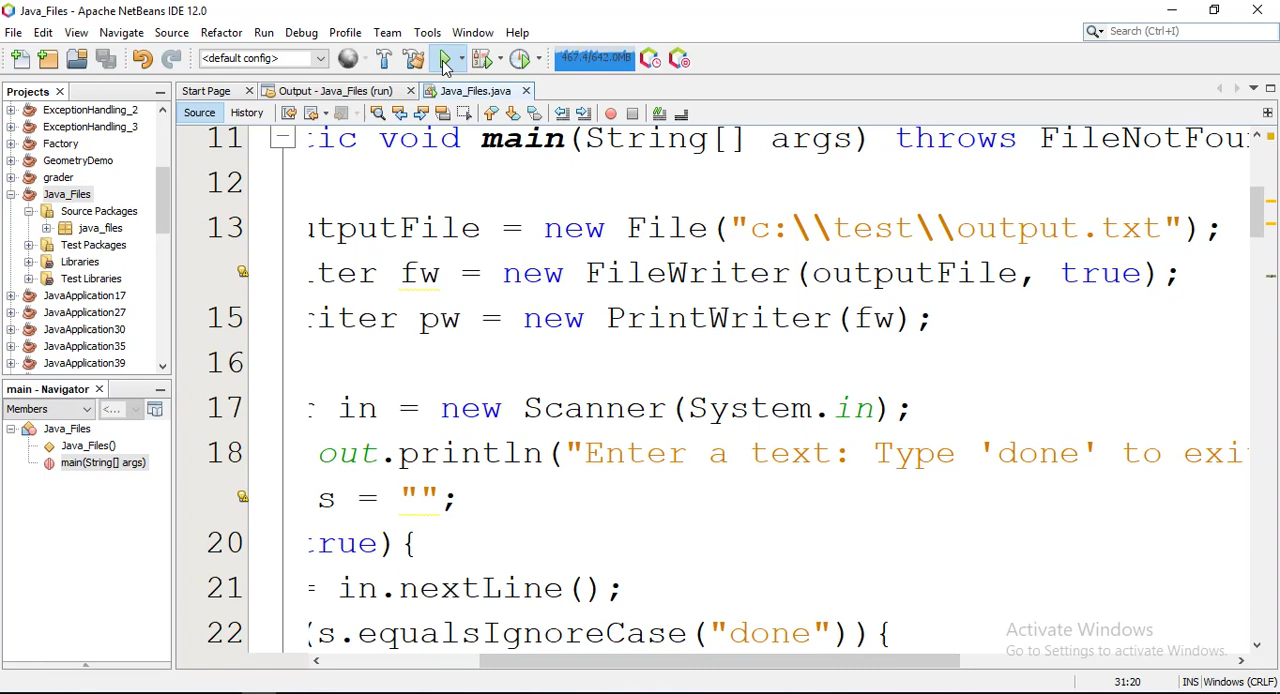 Java_Files - Apache NetBeans IDE 12.0
File Edit View Navigate Source Refactor Run Debug Profile Team Tools Window Help
Search (Ctrl+I)
<default config>
467.4/642.0MB
Projects
Start Page
Output - Java_Files (run)
Java_Files.java
Source History
ExceptionHandling_2
ExceptionHandling_3
Factory
GeometryDemo
grader
Java_Files
Source Packages
java_files
Test Packages
Libraries
Test Libraries
JavaApplication17
JavaApplication27
JavaApplication30
JavaApplication35
JavaApplication39
main - Navigator
Members
<...
Java_Files
Java_Files()
main(String[] args)
11 tic void main(String[] args) throws FileNotFou
12
13 utputFile = new File("c:\\test\\output.txt");
ter fw = new FileWriter(outputFile, true);
15 riter pw = new PrintWriter(fw);
16
17 r in = new Scanner(System.in);
18 out.println("Enter a text: Type 'done' to exi
s = "";
20 rue){
21 = in.nextLine();
22 (s.equalsIgnoreCase("done")){
Activate Windows
Go to Settings to activate Windows.
31:20 INS Windows (CRLF)